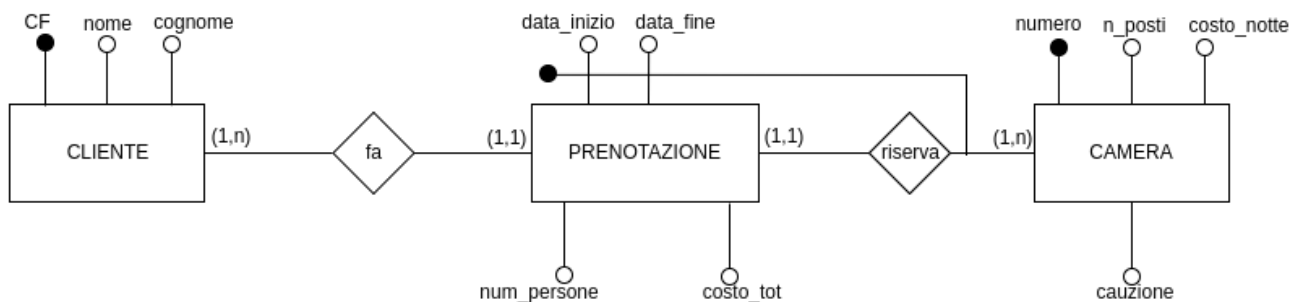 CF nome cognome data_inizio data_fine numero n_posti costo_notte
CLIENTE (1,n) fa (1,1) PRENOTAZIONE (1,1) riserva (1,n) CAMERA
num_persone costo_tot cauzione